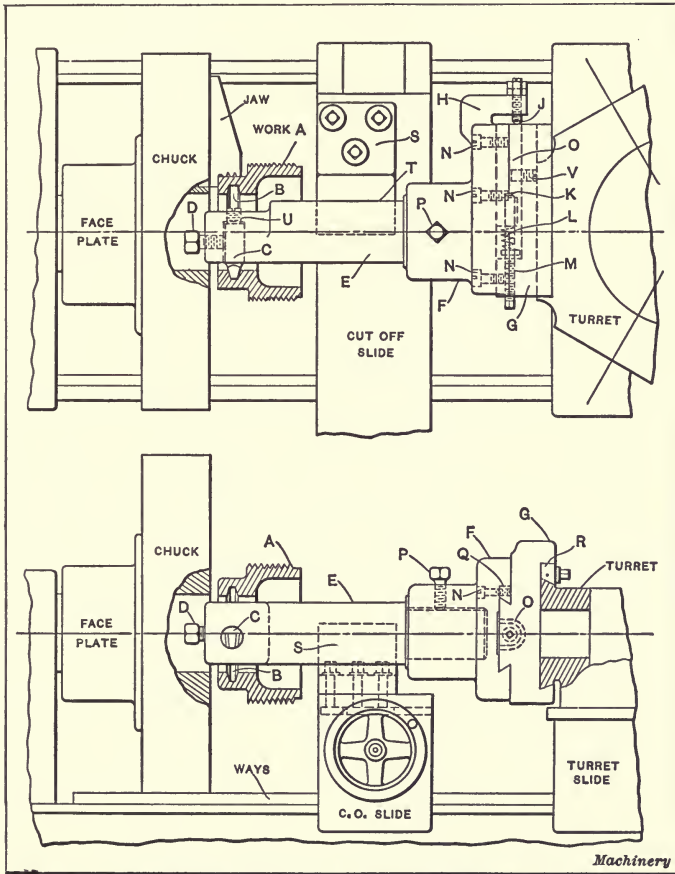 H
J
JAW
S
O
WORK A
N
CHUCK
V
T
B
K
FACE
PLATE
D
U
P
N
L
C
M
N
E
F
G
TURRET
CUT OFF
SLIDE
G
F
R
CHUCK
A
P
Q
TURRET
E
N
D
C
O
FACE
PLATE
S
B
WAYS
TURRET
SLIDE
C.O. SLIDE
Machinery